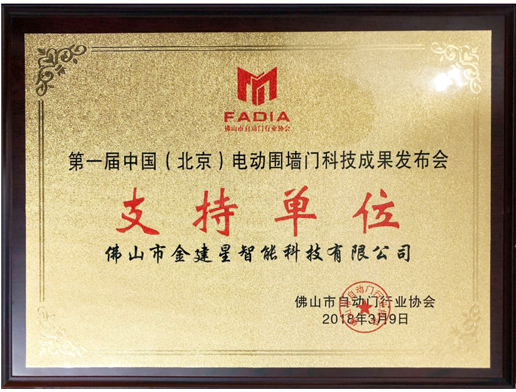 FADIA
佛山市自动门行业协会
第一届中国（北京）电动围墙门科技成果发布会
支持单位
佛山市金建星智能科技有限公司
佛山市自动门行业协会
2018年3月9日